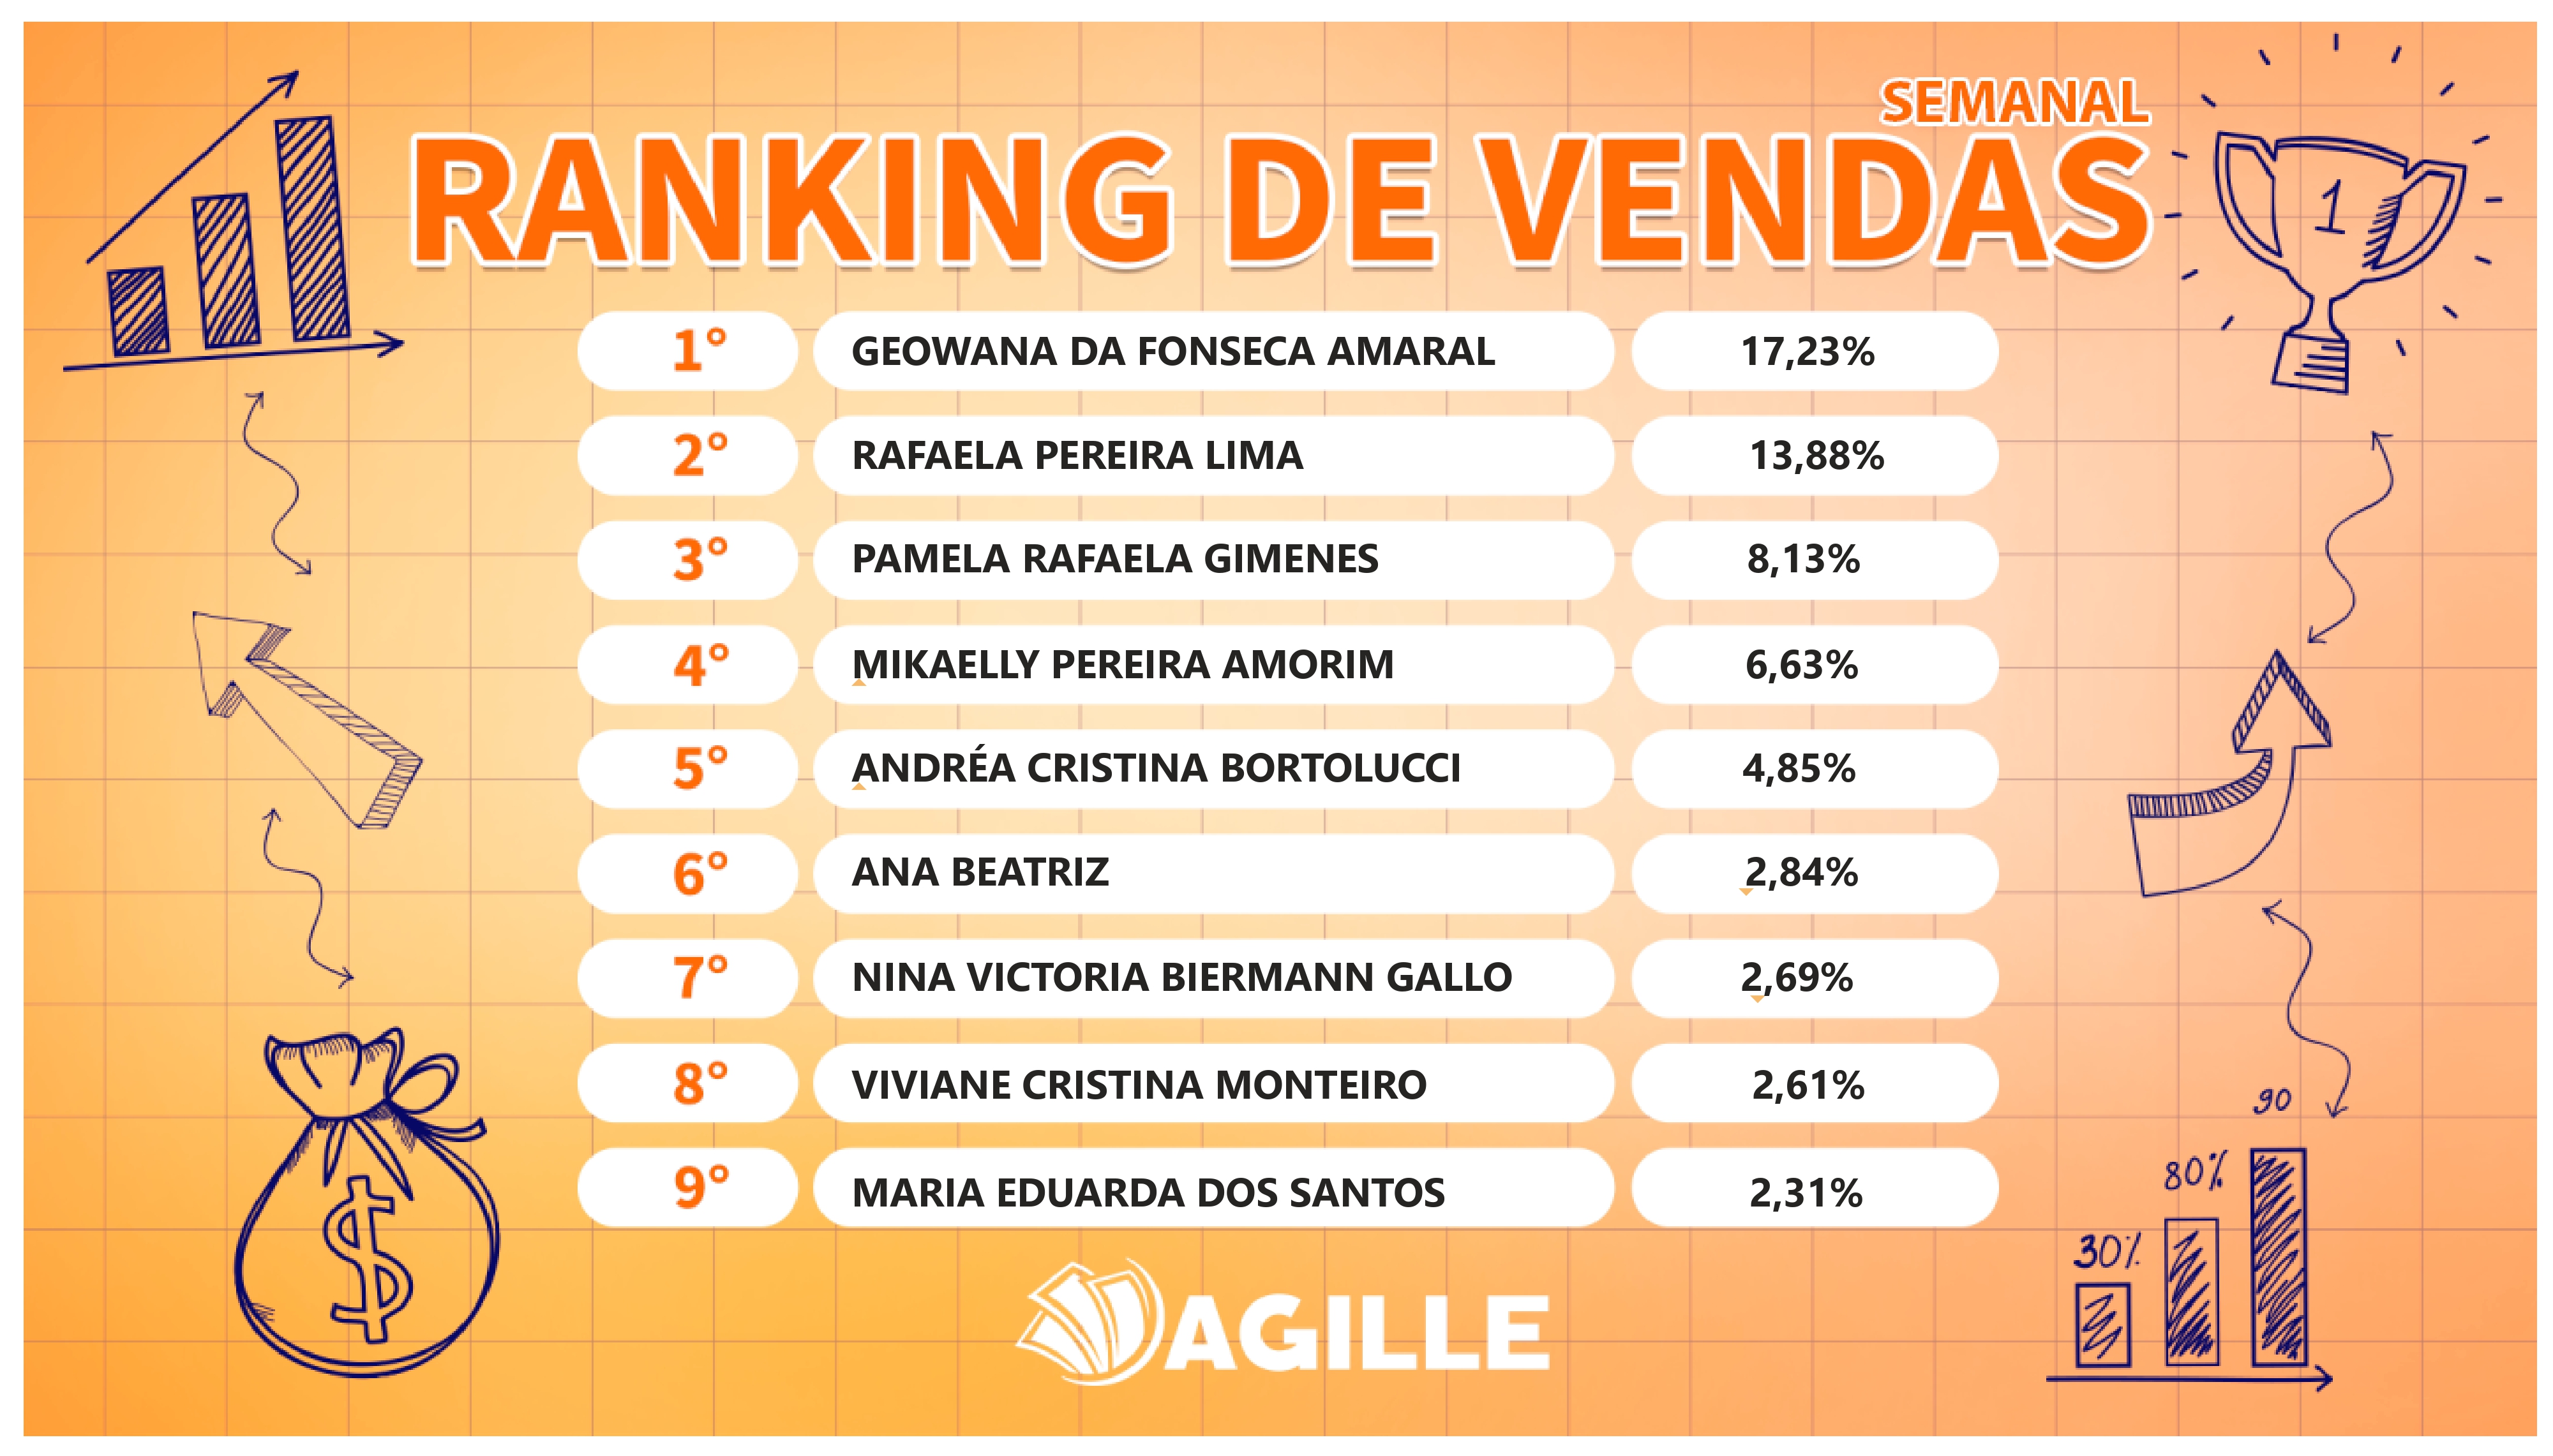 SEMANAL
RANKING DE VENDAS
1
1° GEOWANA DA FONSECA AMARAL 17,23%
2° RAFAELA PEREIRA LIMA 13,88%
3° PAMELA RAFAELA GIMENES 8,13%
4° MIKAELLY PEREIRA AMORIM 6,63%
5° ANDRÉA CRISTINA BORTOLUCCI 4,85%
6° ANA BEATRIZ 2,84%
7° NINA VICTORIA BIERMANN GALLO 2,69%
8° VIVIANE CRISTINA MONTEIRO 2,61%
9° MARIA EDUARDA DOS SANTOS 2,31%
90
80%
30%
$
AGILLE